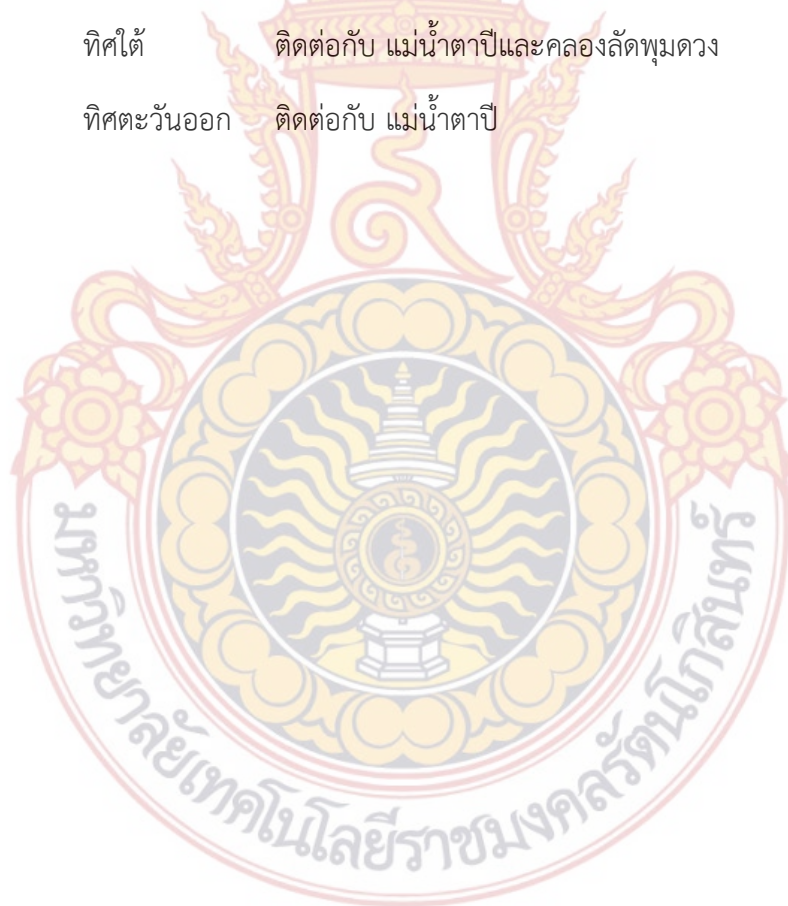 ทิศใต้ ติดต่อกับ แม่น้ำตาปีและคลองลัดพุมดวง
ทิศตะวันออก ติดต่อกับ แม่น้ำตาปี
มหาวิทยาลัยเทคโนโลยีราชมงคลรัตนโกสินทร์